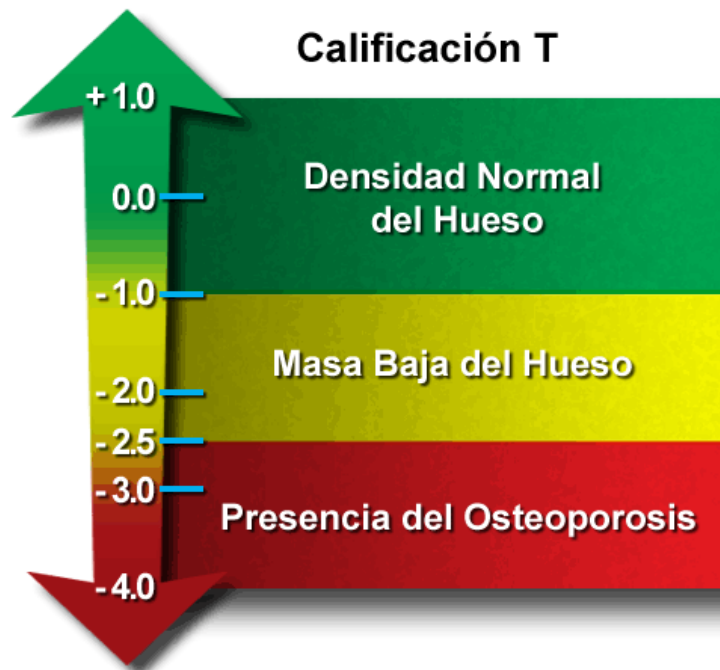 Calificación T
+ 1.0
Densidad Normal
del Hueso
0.0
- 1.0
Masa Baja del Hueso
- 2.0
- 2.5
- 3.0
Presencia del Osteoporosis
- 4.0